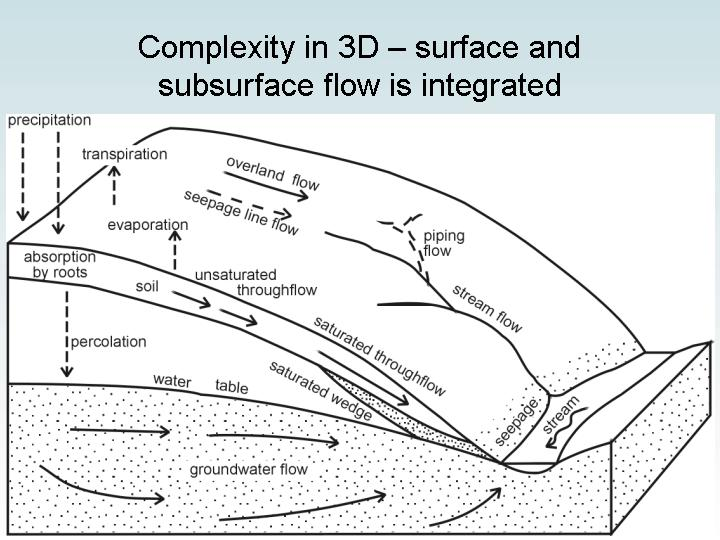 Complexity in 3D – surface and
subsurface flow is integrated
precipitation
transpiration
overland flow
seepage line flow
evaporation
piping
flow
absorption
by roots
soil
unsaturated
throughflow
stream flow
percolation
saturated throughflow
water table
saturated wedge
seepage
stream
groundwater flow